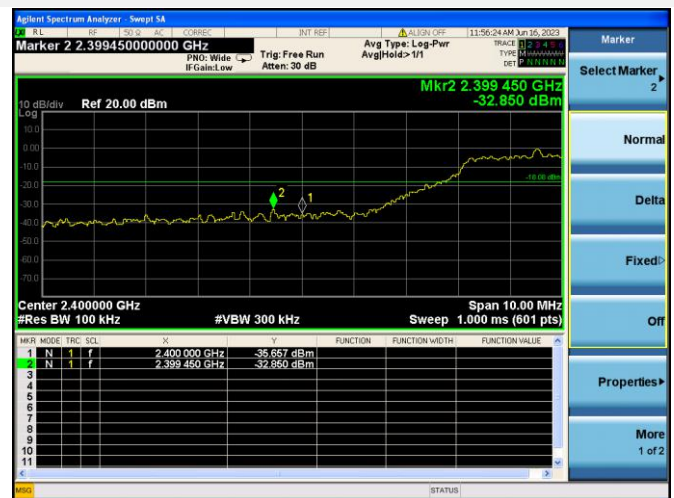 Agilent Spectrum Analyzer - Swept SA
RL RF 50 Ω AC CORREC INT REF ALIGN OFF 11:56:24 AM Jun 16, 2023
Marker 2 2.399450000000 GHz
PNO: Wide
IFGain:Low
Trig: Free Run
Atten: 30 dB
Avg Type: Log-Pwr
Avg|Hold:>1/1
TRACE 1 2 3 4 5 6
TYPE M
DET P N N N N N
Marker
Select Marker
2
Mkr2 2.399 450 GHz
-32.850 dBm
10 dB/div Ref 20.00 dBm
Log
10.0
0.00
-10.0
-20.0
-30.0
-40.0
-50.0
-60.0
-70.0
2
1
Normal
Delta
Fixed
Off
Properties
More
1 of 2
Center 2.400000 GHz Span 10.00 MHz
#Res BW 100 kHz #VBW 300 kHz Sweep 1.000 ms (601 pts)
MKR MODE TRC SCL X Y FUNCTION FUNCTION WIDTH FUNCTION VALUE
1 N 1 f 2.400 000 GHz -35.657 dBm
2 N 1 f 2.399 450 GHz -32.850 dBm
3
4
5
6
7
8
9
10
11
MSG STATUS